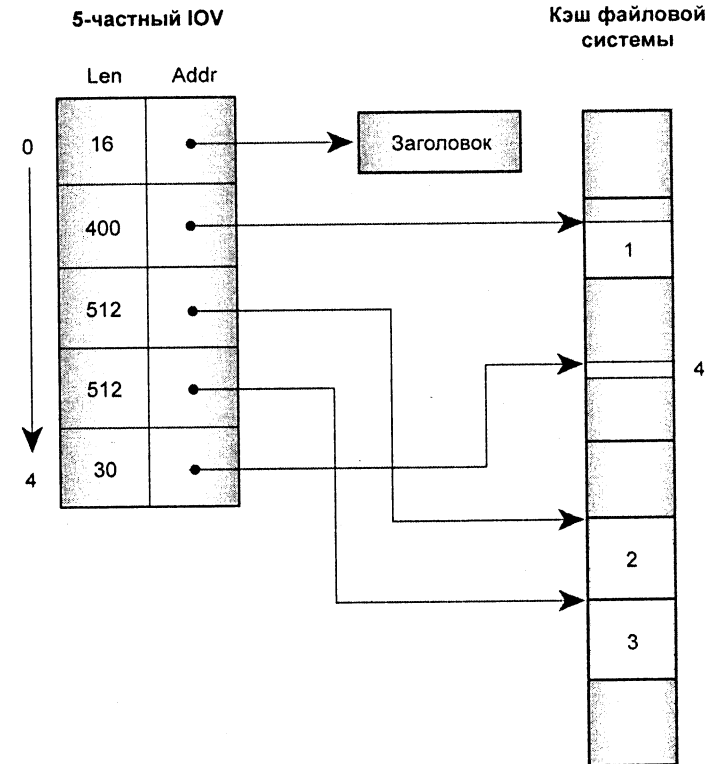 5-частный IOV
Кэш файловой
системы
Len Addr
0
16
Заголовок
400
1
512
4
512
4
30
2
3